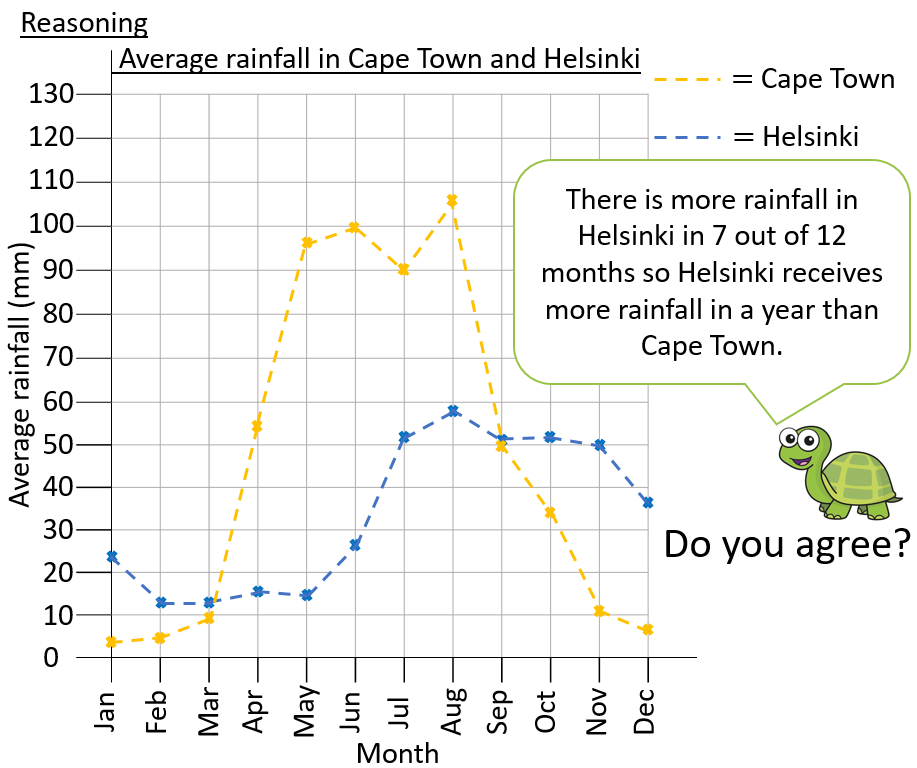 Reasoning
Average rainfall in Cape Town and Helsinki
= Cape Town
= Helsinki
There is more rainfall in
Helsinki in 7 out of 12
months so Helsinki receives
more rainfall in a year than
Cape Town.
Do you agree?
Average rainfall (mm)
130
120
110
100
90
80
70
60
50
40
30
20
10
0
Jan
Feb
Mar
Apr
May
Jun
Jul
Aug
Sep
Oct
Nov
Dec
Month